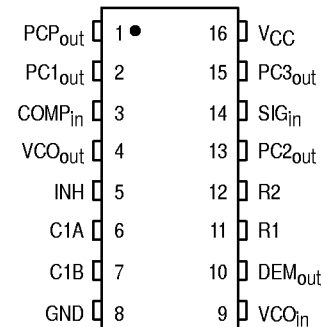 PCPout 1 16 VCC
PC1out 2 15 PC3out
COMPin 3 14 SIGin
VCOout 4 13 PC2out
INH 5 12 R2
C1A 6 11 R1
C1B 7 10 DEMout
GND 8 9 VCOin